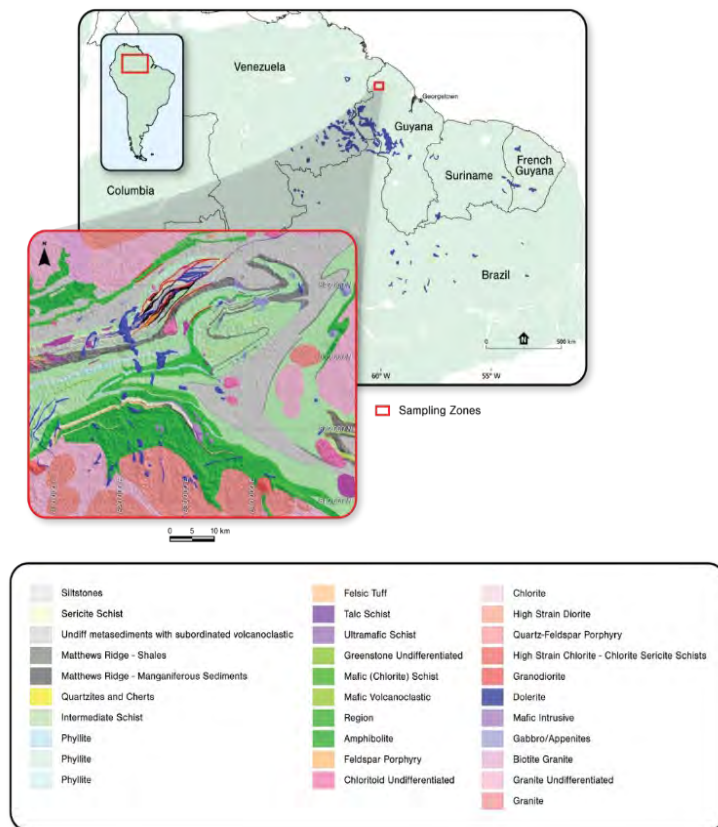 Venezuela
Georgetown
Guyana
Suriname
French
Guyana
Columbia
Brazil
N
0 500 km
60° W
55° W
Sampling Zones
0 5 10 km
Siltstones
Sericite Schist
Undiff metasediments with subordinated volcanoclastic
Matthews Ridge - Shales
Matthews Ridge - Manganiferous Sediments
Quartzites and Cherts
Intermediate Schist
Phyllite
Phyllite
Phyllite
Felsic Tuff
Talc Schist
Ultramafic Schist
Greenstone Undifferentiated
Mafic (Chlorite) Schist
Mafic Volcanoclastic
Region
Amphibolite
Feldspar Porphyry
Chloritoid Undifferentiated
Chlorite
High Strain Diorite
Quartz-Feldspar Porphyry
High Strain Chlorite - Chlorite Sericite Schists
Granodiorite
Dolerite
Mafic Intrusive
Gabbro/Appenites
Biotite Granite
Granite Undifferentiated
Granite